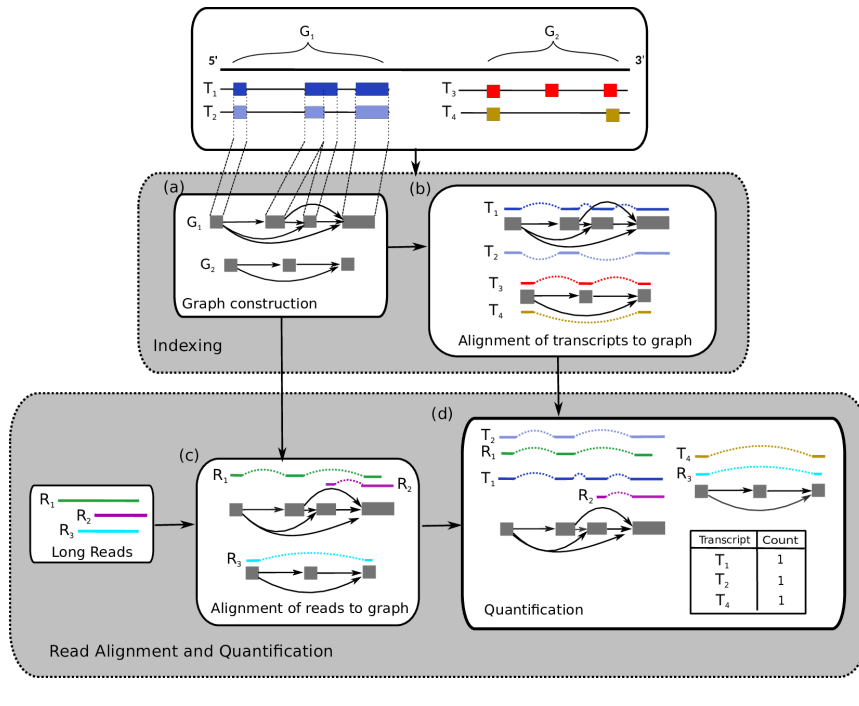 G1 G2
5' 3'
T1 T3
T2 T4
(a) (b)
G1
G2
Graph construction
T1
T2
T3
T4
Alignment of transcripts to graph
Indexing
(c) (d)
R1
R2
R3
Long Reads
R1
R2
R3
Alignment of reads to graph
T2
R1
T1
R2
T4
R3
Transcript Count
T1 1
T2 1
T4 1
Quantification
Read Alignment and Quantification